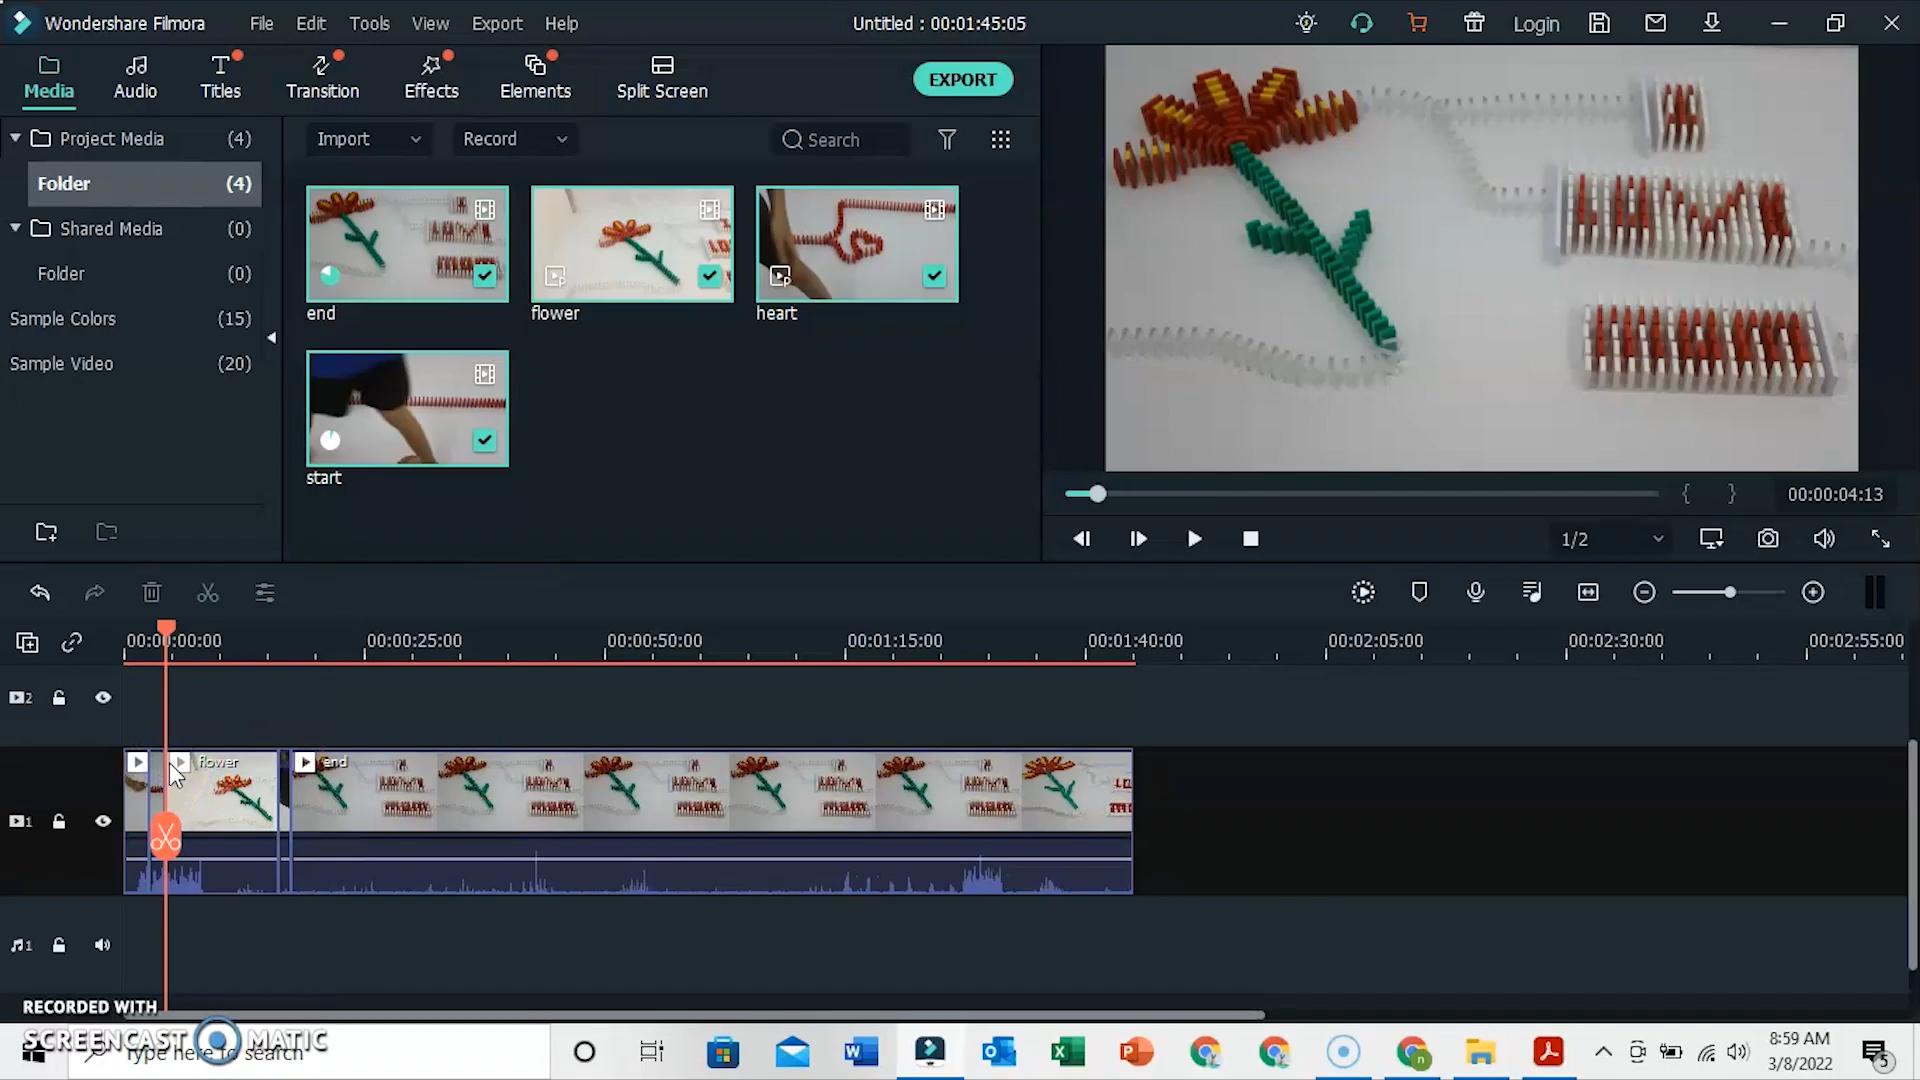 Wondershare Filmora File Edit Tools View Export Help Untitled : 00:01:45:05 Login
Media Audio Titles Transition Effects Elements Split Screen EXPORT
Project Media (4) Import Record Search
Folder (4)
Shared Media (0)
Folder (0)
Sample Colors (15)
Sample Video (20)
end flower heart
start
00:00:04:13
1/2
00:00:00:00 00:00:25:00 00:00:50:00 00:01:15:00 00:01:40:00 00:02:05:00 00:02:30:00 00:02:55:00
2
flower end
1
1
RECORDED WITH
SCREENCAST MATIC
Type here to search
8:59 AM
3/8/2022
5